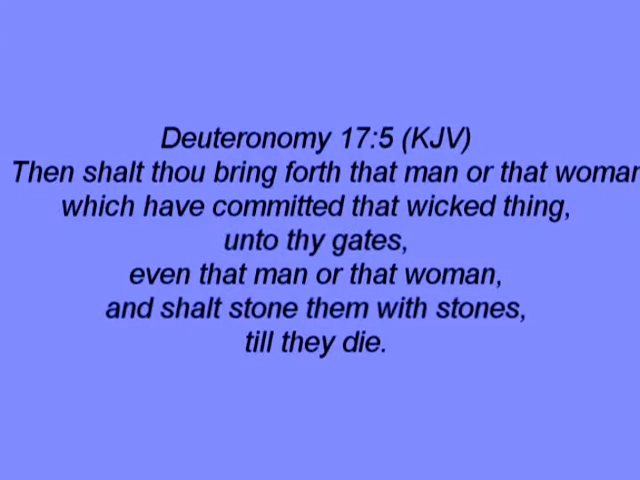 Deuteronomy 17:5 (KJV)
Then shalt thou bring forth that man or that woman
which have committed that wicked thing,
unto thy gates,
even that man or that woman,
and shalt stone them with stones,
till they die.